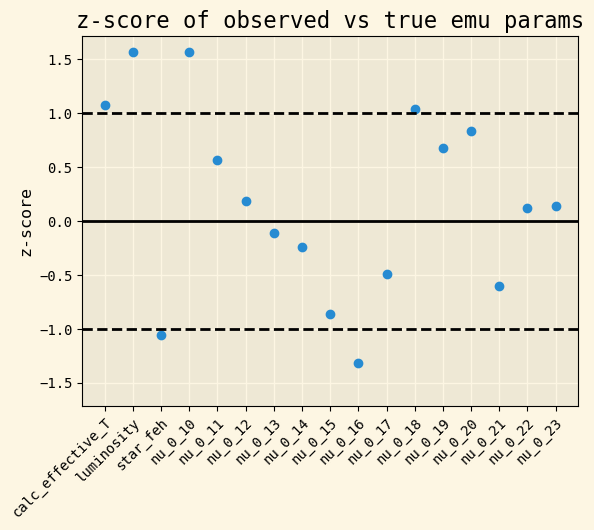 z-score of observed vs true emu params
z-score
1.5
1.0
0.5
0.0
−0.5
−1.0
−1.5
calc_effective_T
luminosity
star_feh
nu_0_10
nu_0_11
nu_0_12
nu_0_13
nu_0_14
nu_0_15
nu_0_16
nu_0_17
nu_0_18
nu_0_19
nu_0_20
nu_0_21
nu_0_22
nu_0_23